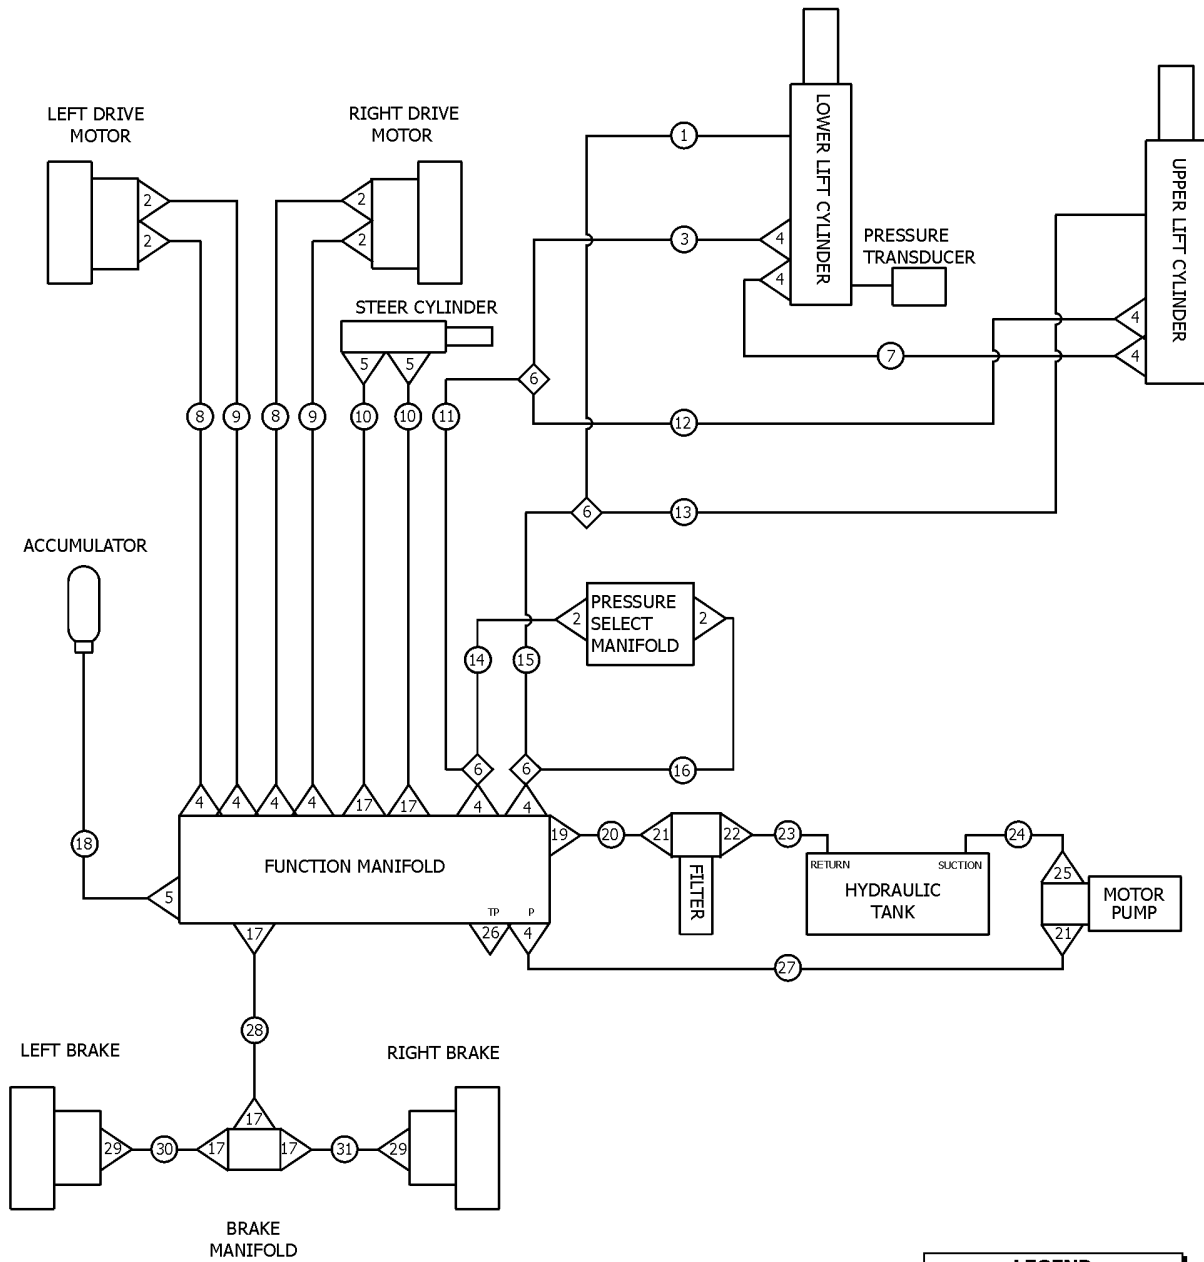 LEFT DRIVE
MOTOR
RIGHT DRIVE
MOTOR
LOWER LIFT CYLINDER
UPPER LIFT CYLINDER
1
2
2
2
2
3
4
4
PRESSURE
TRANSDUCER
STEER CYLINDER
4
4
5
5
6
7
8
9
8
9
10
10
11
12
6
13
ACCUMULATOR
PRESSURE
SELECT
MANIFOLD
2
2
14
15
6
6
16
4
4
4
4
17
17
4
4
18
FUNCTION MANIFOLD
19
20
21
22
23
24
FILTER
RETURN
SUCTION
HYDRAULIC
TANK
25
MOTOR
PUMP
21
5
TP
P
17
26
4
27
28
LEFT BRAKE
RIGHT BRAKE
17
29
30
17
17
31
29
BRAKE
MANIFOLD